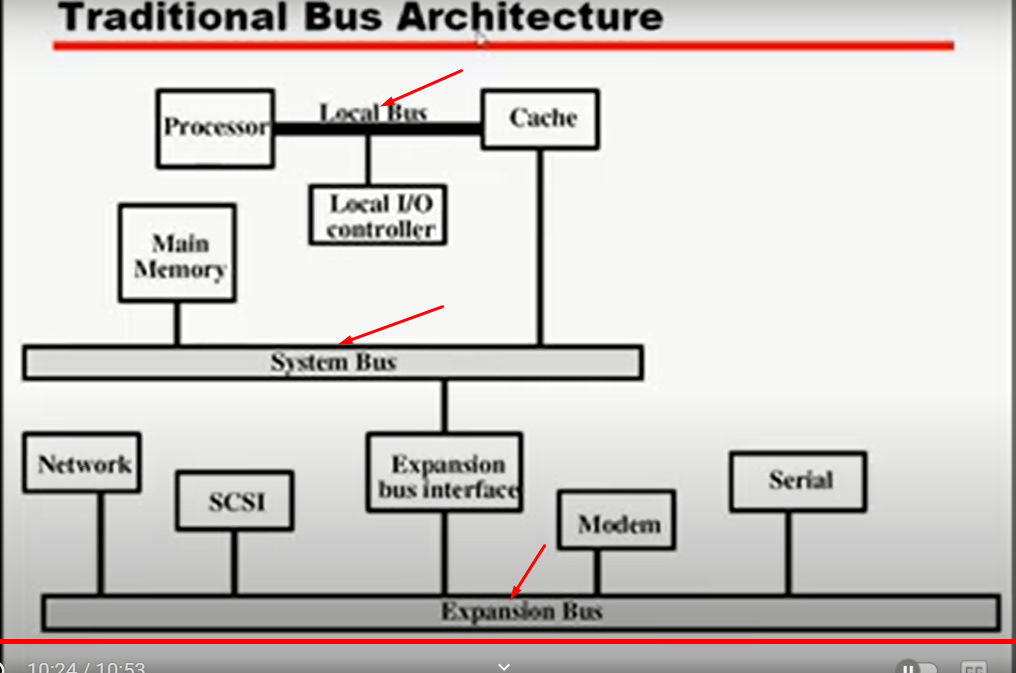 Traditional Bus Architecture
Local Bus
Processor
Cache
Local I/O
controller
Main
Memory
System Bus
Network
SCSI
Expansion
bus interface
Modem
Serial
Expansion Bus
10:24 / 10:53